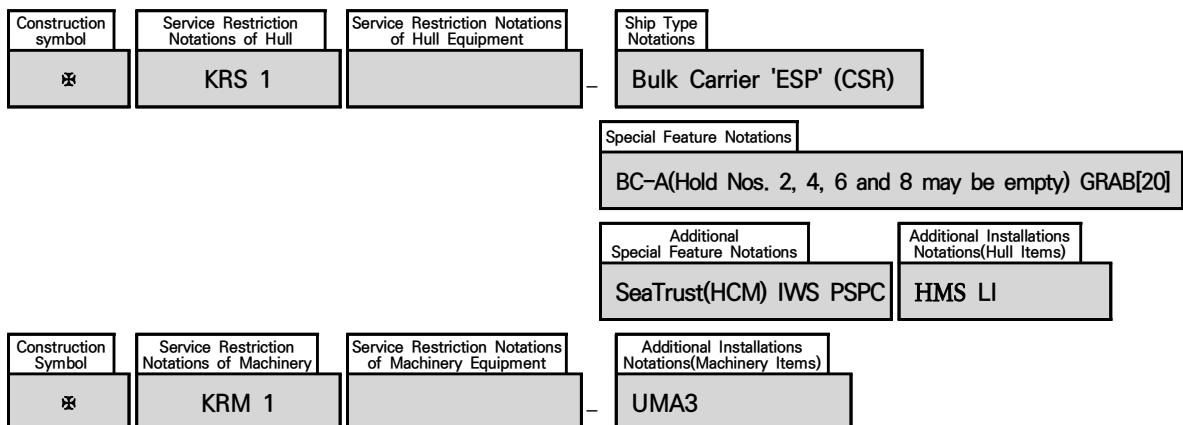 Construction
symbol
Service Restriction
Notations of Hull
Service Restriction Notations
of Hull Equipment
Ship Type
Notations
✠ KRS 1 – Bulk Carrier 'ESP' (CSR)
Special Feature Notations
BC-A(Hold Nos. 2, 4, 6 and 8 may be empty) GRAB[20]
Additional
Special Feature Notations
Additional Installations
Notations(Hull Items)
SeaTrust(HCM) IWS PSPC HMS LI
Construction
Symbol
Service Restriction
Notations of Machinery
Service Restriction Notations
of Machinery Equipment
Additional Installations
Notations(Machinery Items)
✠ KRM 1 – UMA3